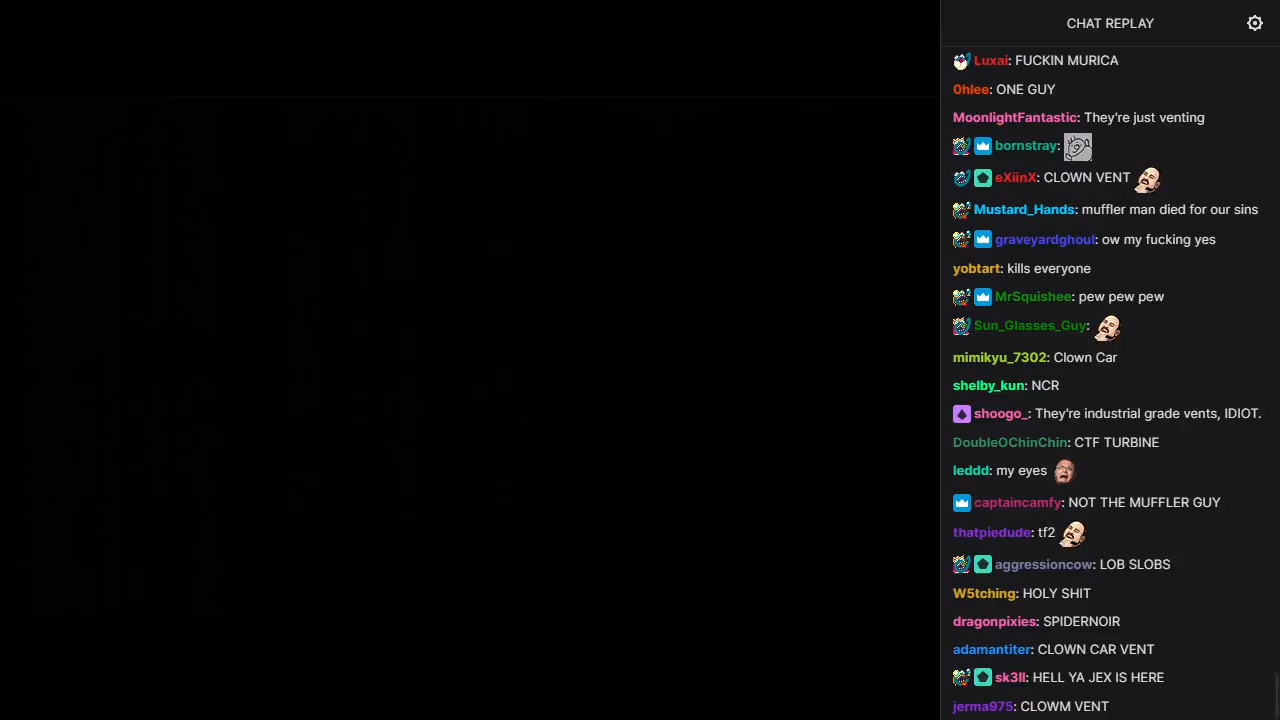 CHAT REPLAY
Luxai: FUCKIN MURICA
0hlee: ONE GUY
MoonlightFantastic: They're just venting
bornstray:
eXiinX: CLOWN VENT
Mustard_Hands: muffler man died for our sins
graveyardghoul: ow my fucking yes
yobtart: kills everyone
MrSquishee: pew pew pew
Sun_Glasses_Guy:
mimikyu_7302: Clown Car
shelby_kun: NCR
shoogo_: They're industrial grade vents, IDIOT.
DoubleOChinChin: CTF TURBINE
leddd: my eyes
captaincamfy: NOT THE MUFFLER GUY
thatpiedude: tf2
aggressioncow: LOB SLOBS
W5tching: HOLY SHIT
dragonpixies: SPIDERNOIR
adamantiter: CLOWN CAR VENT
sk3ll: HELL YA JEX IS HERE
jerma975: CLOWM VENT